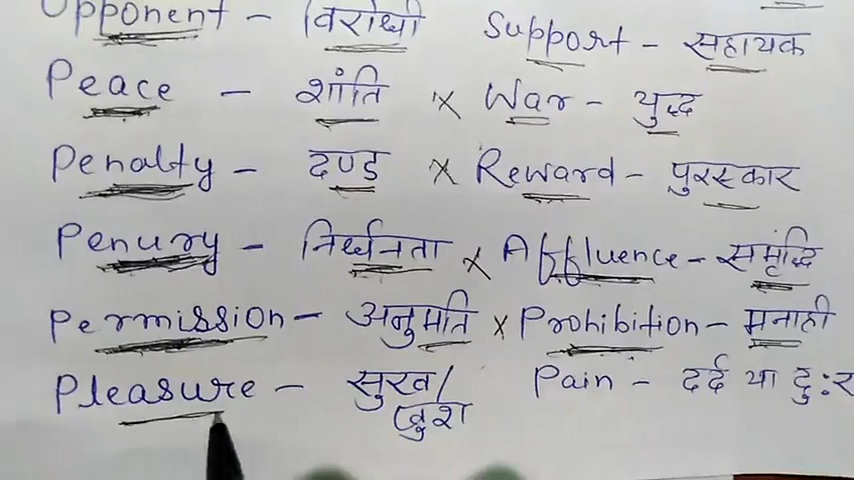 Opponent - विरोधी Support - सहायक
Peace - शांति × War - युद्ध
Penalty - दण्ड × Reward - पुरस्कार
Penury - निर्धनता × Affluence - समृद्धि
Permission - अनुमति × Prohibition - मनाही
Pleasure - सुख/ Pain - दर्द या
खुश